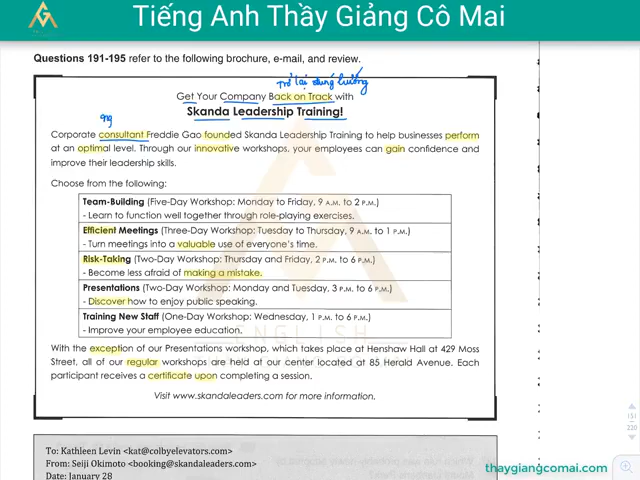 Tiếng Anh Thầy Giảng Cô Mai
Questions 191-195 refer to the following brochure, e-mail, and review.
Trở lại đúng hướng
Get Your Company Back on Track with
Skanda Leadership Training!
Corporate consultant Freddie Gao founded Skanda Leadership Training to help businesses perform
at an optimal level. Through our innovative workshops, your employees can gain confidence and
improve their leadership skills.
Choose from the following:
Team-Building (Five-Day Workshop: Monday to Friday, 9 A.M. to 2 P.M.)
- Learn to function well together through role-playing exercises.
Efficient Meetings (Three-Day Workshop: Tuesday to Thursday, 9 A.M. to 1 P.M.)
- Turn meetings into a valuable use of everyone's time.
Risk-Taking (Two-Day Workshop: Thursday and Friday, 2 P.M. to 6 P.M.)
- Become less afraid of making a mistake.
Presentations (Two-Day Workshop: Monday and Tuesday, 3 P.M. to 6 P.M.)
- Discover how to enjoy public speaking.
Training New Staff (One-Day Workshop: Wednesday, 1 P.M. to 6 P.M.)
- Improve your employee education.
ENGLISH
With the exception of our Presentations workshop, which takes place at Henshaw Hall at 429 Moss
Street, all of our regular workshops are held at our center located at 85 Herald Avenue. Each
participant receives a certificate upon completing a session.
Visit www.skandaleaders.com for more information.
151
220
To: Kathleen Levin <kat@colbyelevators.com>
From: Seiji Okimoto <booking@skandaleaders.com>
Date: January 28
thaygiangcomai.com